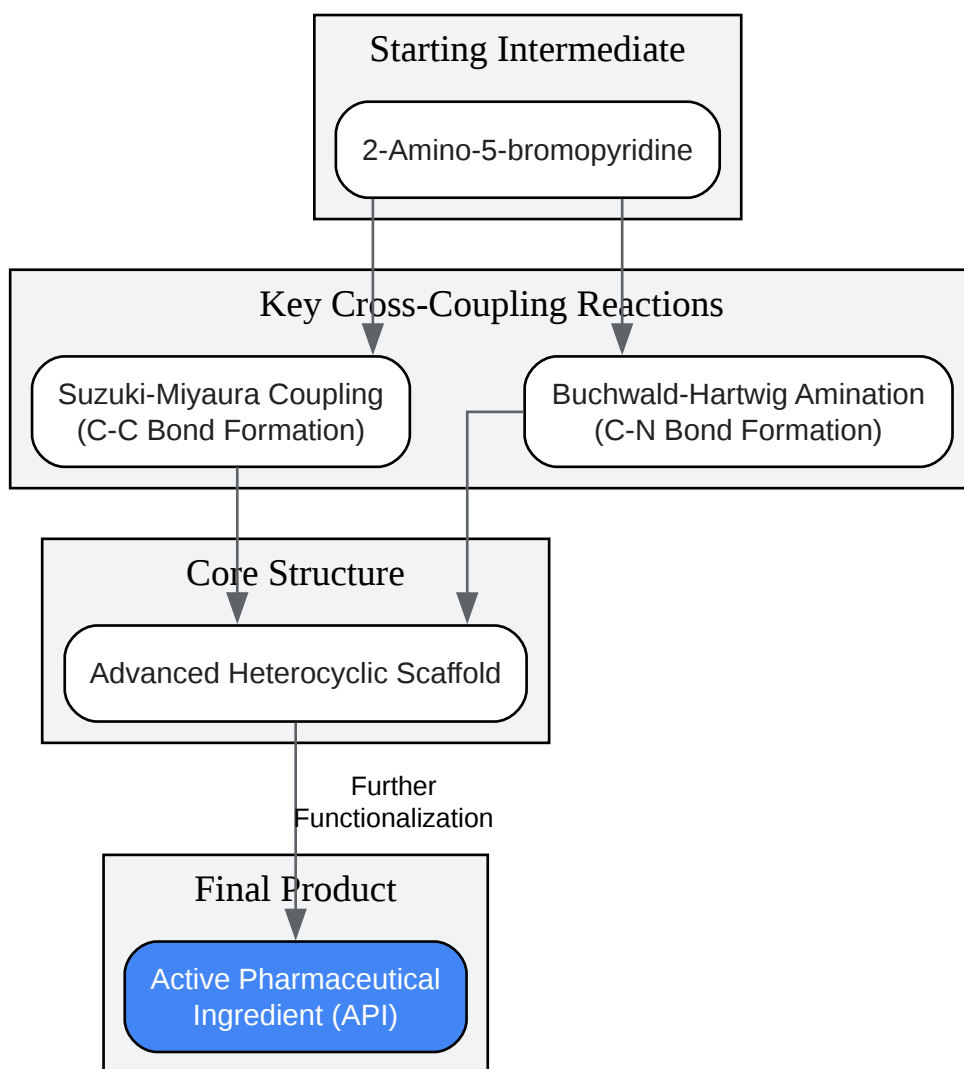 Starting Intermediate
2-Amino-5-bromopyridine
Key Cross-Coupling Reactions
Suzuki-Miyaura Coupling
(C-C Bond Formation)
Buchwald-Hartwig Amination
(C-N Bond Formation)
Core Structure
Advanced Heterocyclic Scaffold
Further
Functionalization
Final Product
Active Pharmaceutical
Ingredient (API)